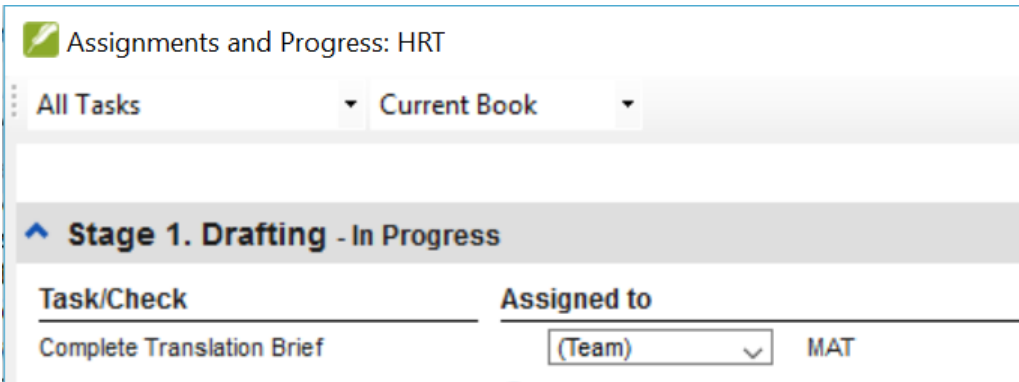 Assignments and Progress: HRT
All Tasks Current Book
Stage 1. Drafting - In Progress
Task/Check Assigned to
Complete Translation Brief (Team) MAT